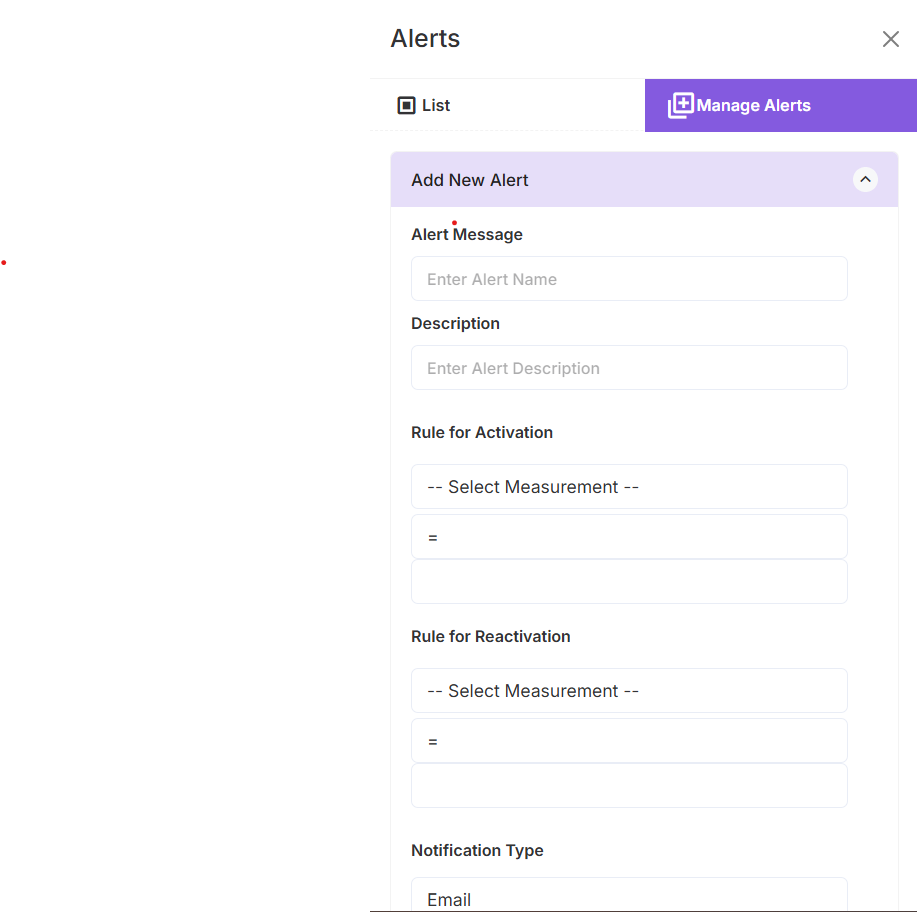 Alerts
List
Manage Alerts
Add New Alert
Alert Message
Enter Alert Name
Description
Enter Alert Description
Rule for Activation
-- Select Measurement --
=
Rule for Reactivation
-- Select Measurement --
=
Notification Type
Email